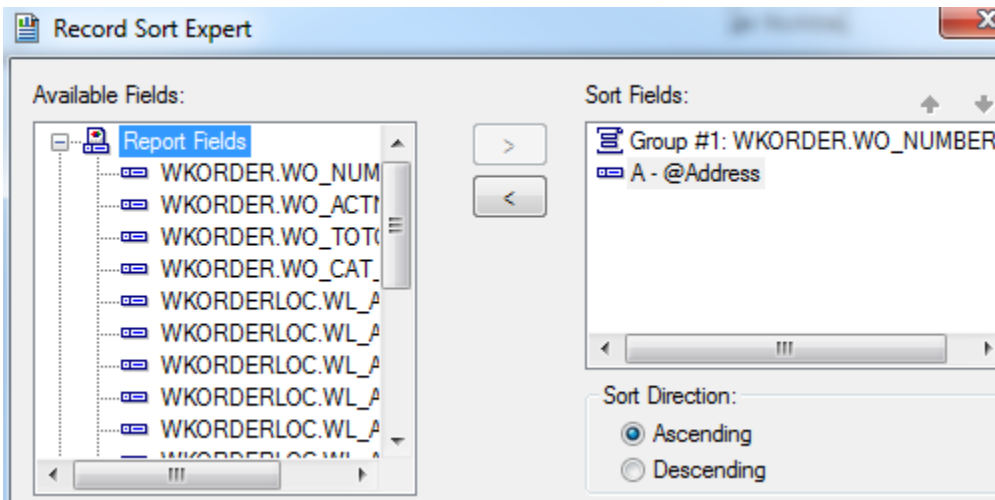 Record Sort Expert
Available Fields:
Report Fields
WKORDER.WO_NUM
WKORDER.WO_ACTN
WKORDER.WO_TOT
WKORDER.WO_CAT_
WKORDERLOC.WL_A
WKORDERLOC.WL_A
WKORDERLOC.WL_A
WKORDERLOC.WL_A
WKORDERLOC.WL_A
>
<
Sort Fields:
Group #1: WKORDER.WO_NUMBER
A - @Address
Sort Direction:
Ascending
Descending